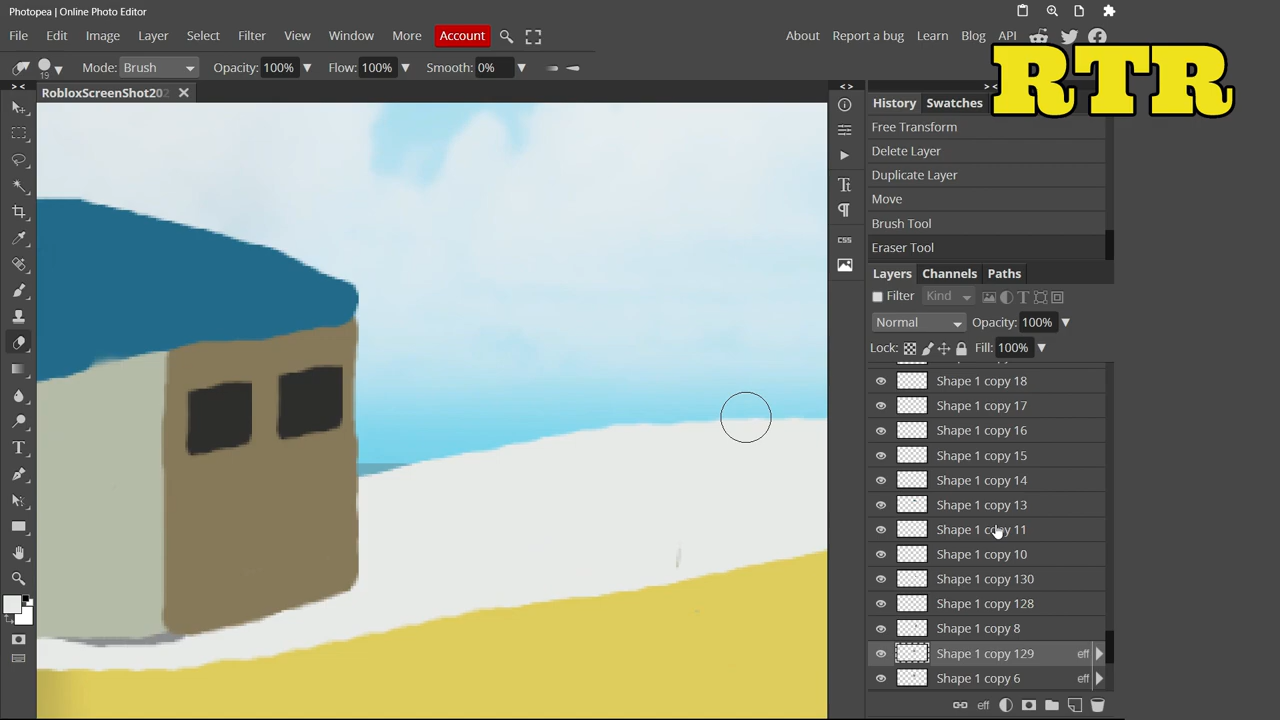 Photopea | Online Photo Editor
File Edit Image Layer Select Filter View Window More Account About Report a bug Learn Blog API
RTR
19 Mode: Brush Opacity: 100% Flow: 100% Smooth: 0%
RobloxScreenShot202
History Swatches
Free Transform
Delete Layer
Duplicate Layer
Move
Brush Tool
Eraser Tool
Layers Channels Paths
Filter Kind
Normal Opacity: 100%
Lock: Fill: 100%
Shape 1 copy 18
Shape 1 copy 17
Shape 1 copy 16
Shape 1 copy 15
Shape 1 copy 14
Shape 1 copy 13
Shape 1 copy 11
Shape 1 copy 10
Shape 1 copy 130
Shape 1 copy 128
Shape 1 copy 8
Shape 1 copy 129 eff
Shape 1 copy 6 eff
eff
CSS